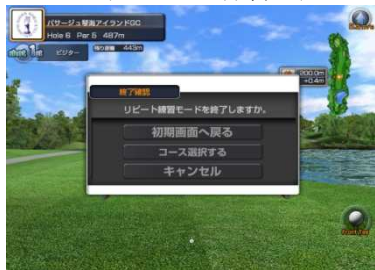 パサージュ琴海アイランドGC
Hole 6 Par 5 487m
ビジター 残り距離 443m
200.0m
+0.4m
終了確認
リピート練習モードを終了しますか。
初期画面へ戻る
コース選択する
キャンセル